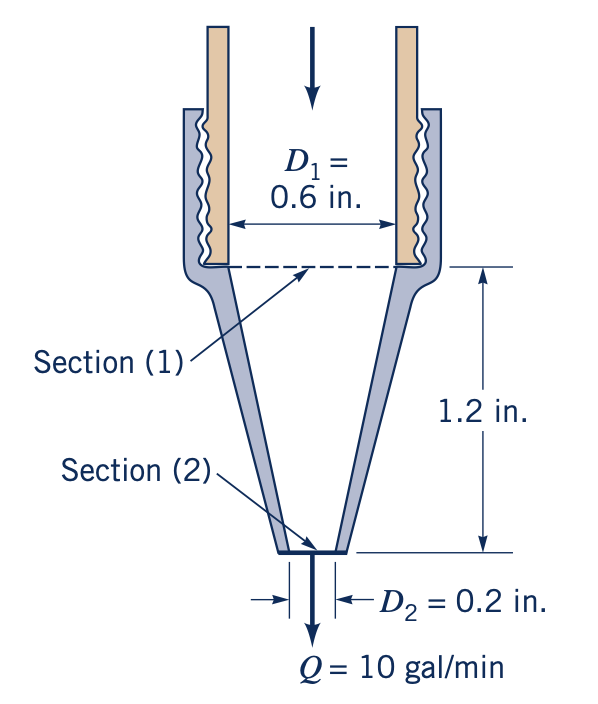 D₁ =
0.6 in.
Section (1)
1.2 in.
Section (2)
D₂ = 0.2 in.
Q = 10 gal/min